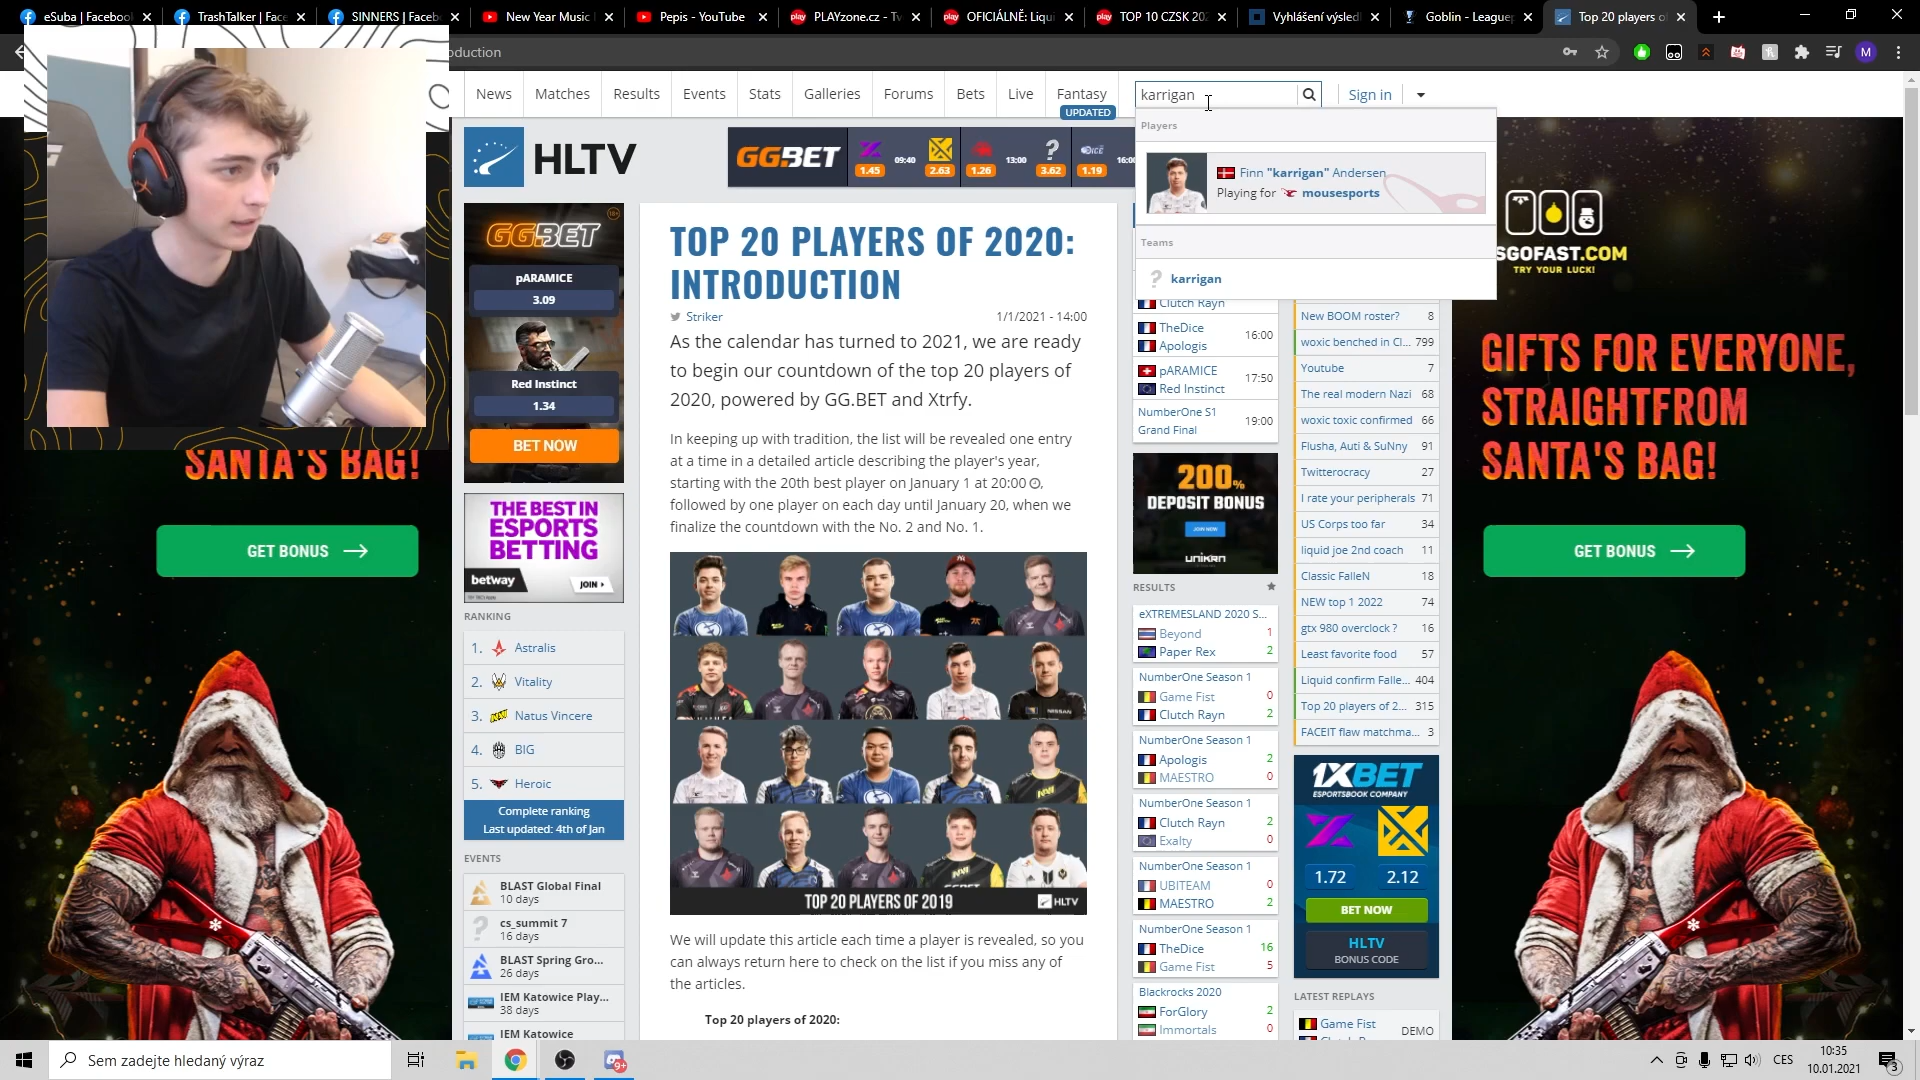 eSuba | Faceboo
TrashTalker | Face
SINNERS | Faceb
New Year Music
Pepis - YouTube
PLAYzone.cz - Tv
OFICIÁLNĚ: Liqui
TOP 10 CZSK 202
Vyhlášení výsled
Goblin - League
Top 20 players o
oduction
News
Matches
Results
Events
Stats
Galleries
Forums
Bets
Live
Fantasy
UPDATED
karrigan
Sign in
Players
Finn "karrigan" Andersen
Playing for mousesports
Teams
karrigan
HLTV
GGBET
1.45
09:40
2.63
1.26
13:00
3.62
1.19
16:00
GG.BET
18+
pARAMICE
3.09
Red Instinct
1.34
BET NOW
THE BEST IN
ESPORTS
BETTING
betway
JOIN
RANKING
1. Astralis
2. Vitality
3. Natus Vincere
4. BIG
5. Heroic
Complete ranking
Last updated: 4th of Jan
EVENTS
BLAST Global Final
10 days
cs_summit 7
16 days
BLAST Spring Gro...
26 days
IEM Katowice Play...
38 days
IEM Katowice
TOP 20 PLAYERS OF 2020:
INTRODUCTION
Striker
1/1/2021 - 14:00
As the calendar has turned to 2021, we are ready
to begin our countdown of the top 20 players of
2020, powered by GG.BET and Xtrfy.
In keeping up with tradition, the list will be revealed one entry
at a time in a detailed article describing the player's year,
starting with the 20th best player on January 1 at 20:00,
followed by one player on each day until January 20, when we
finalize the countdown with the No. 2 and No. 1.
NISSAN
NAVI
NAVI
TOP 20 PLAYERS OF 2019
HLTV
We will update this article each time a player is revealed, so you
can always return here to check on the list if you miss any of
the articles.
Top 20 players of 2020:
Clutch Rayn
TheDice
Apologis
16:00
pARAMICE
Red Instinct
17:50
NumberOne S1
Grand Final
19:00
200%
DEPOSIT BONUS
JOIN NOW
UNIKRN
RESULTS
eXTREMESLAND 2020 S...
Beyond 1
Paper Rex 2
NumberOne Season 1
Game Fist 0
Clutch Rayn 2
NumberOne Season 1
Apologis 2
MAESTRO 0
NumberOne Season 1
Clutch Rayn 2
Exalty 0
NumberOne Season 1
UBITEAM 0
MAESTRO 2
NumberOne Season 1
TheDice 16
Game Fist 5
Blackrocks 2020
ForGlory 2
Immortals 0
New BOOM roster? 8
woxic benched in Cl... 799
Youtube 7
The real modern Nazi 68
woxic toxic confirmed 66
Flusha, Auti & SuNny 91
Twitterocracy 27
I rate your peripherals 71
US Corps too far 34
liquid joe 2nd coach 11
Classic FalleN 18
NEW top 1 2022 74
gtx 980 overclock ? 16
Least favorite food 57
Liquid confirm Falle... 404
Top 20 players of 2... 315
FACEIT flaw matchma... 3
1XBET
ESPORTSBOOK COMPANY
1.72
2.12
BET NOW
HLTV
BONUS CODE
LATEST REPLAYS
Game Fist
DEMO
SANTA'S BAG!
GET BONUS
SGOFAST.COM
TRY YOUR LUCK!
GIFTS FOR EVERYONE,
STRAIGHTFROM
SANTA'S BAG!
GET BONUS
Sem zadejte hledaný výraz
9+
CES
10:35
10.01.2021
3